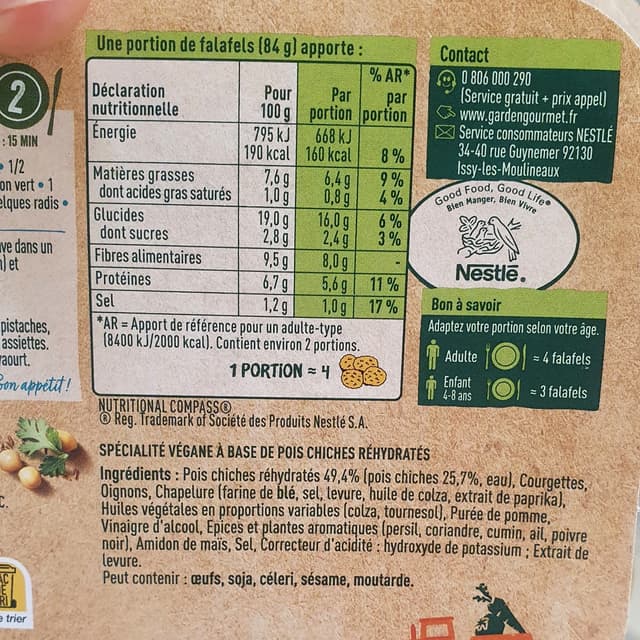 Une portion de falafels (84 g) apporte :
Déclaration nutritionnelle Pour 100 g Par portion % AR* par portion
Énergie 795 kJ 668 kJ
190 kcal 160 kcal 8 %
Matières grasses 7,6 g 6,4 g 9 %
dont acides gras saturés 1,0 g 0,8 g 4 %
Glucides 19,0 g 16,0 g 6 %
dont sucres 2,8 g 2,4 g 3 %
Fibres alimentaires 9,5 g 8,0 g -
Protéines 6,7 g 5,6 g 11 %
Sel 1,2 g 1,0 g 17 %
*AR = Apport de référence pour un adulte-type
(8400 kJ/2000 kcal). Contient environ 2 portions.
1 PORTION ≈ 4
NUTRITIONAL COMPASS®
® Reg. Trademark of Société des Produits Nestlé S.A.
Contact
0 806 000 290
(Service gratuit + prix appel)
www.gardengourmet.fr
Service consommateurs NESTLÉ
34-40 rue Guynemer 92130
Issy-les-Moulineaux
Good Food, Good Life®
Bien Manger, Bien Vivre
Nestlé®
Bon à savoir
Adaptez votre portion selon votre âge.
Adulte = 4 falafels
Enfant
4-8 ans = 3 falafels
SPÉCIALITÉ VÉGANE À BASE DE POIS CHICHES RÉHYDRATÉS
Ingrédients : Pois chiches réhydratés 49,4% (pois chiches 25,7%, eau), Courgettes,
Oignons, Chapelure (farine de blé, sel, levure, huile de colza, extrait de paprika),
Huiles végétales en proportions variables (colza, tournesol), Purée de pomme,
Vinaigre d'alcool, Epices et plantes aromatiques (persil, coriandre, cumin, ail, poivre
noir), Amidon de maïs, Sel, Correcteur d'acidité : hydroxyde de potassium ; Extrait de
levure.
Peut contenir : œufs, soja, céleri, sésame, moutarde.
2
: 15 MIN
• 1/2
on vert • 1
elques radis •
ve dans un
) et
pistaches,
assiettes.
yaourt.
Bon appétit !
C.
trier